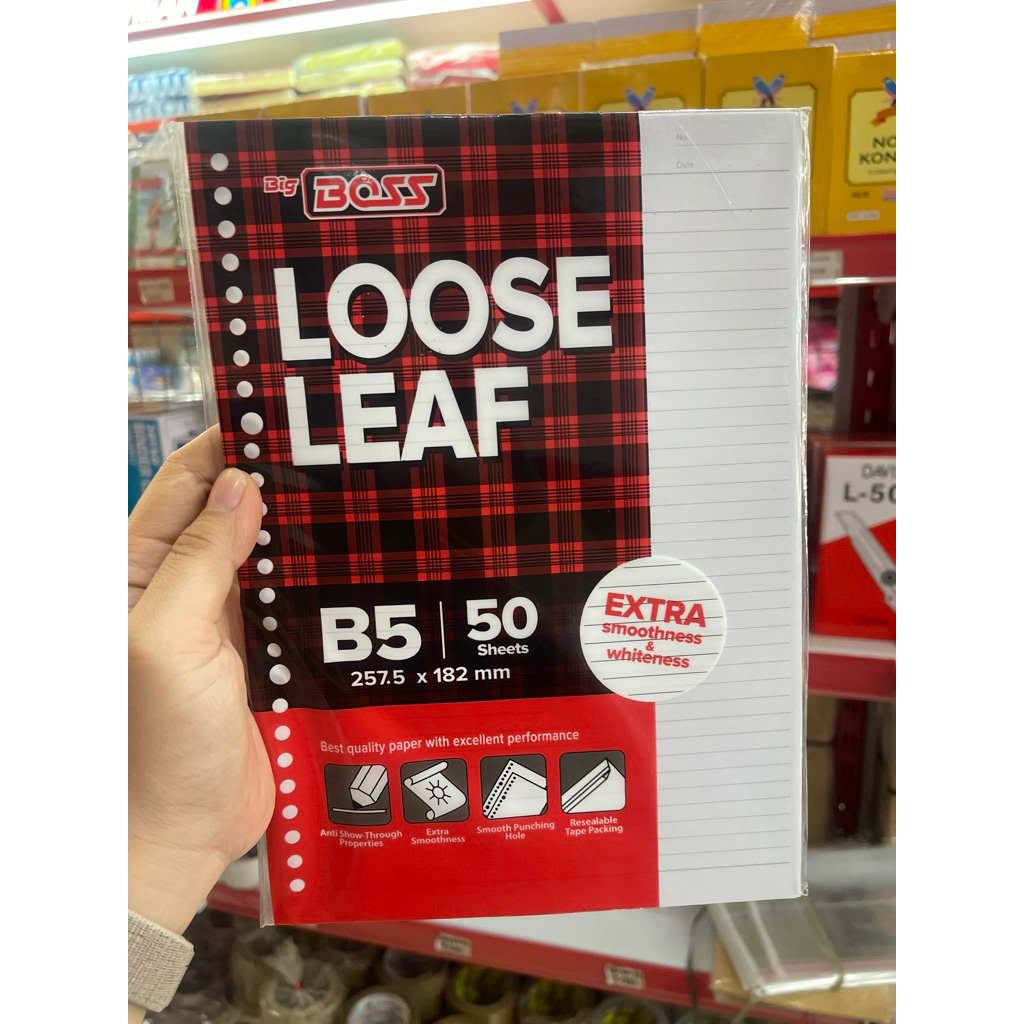 No.
Date
Big BOSS
LOOSE
LEAF
B5
50
Sheets
257.5 x 182 mm
EXTRA
smoothness
&
whiteness
Best quality paper with excellent performance
Anti Show-Through
Properties
Extra
Smoothness
Smooth Punching
Hole
Resealable
Tape Packing
L-50